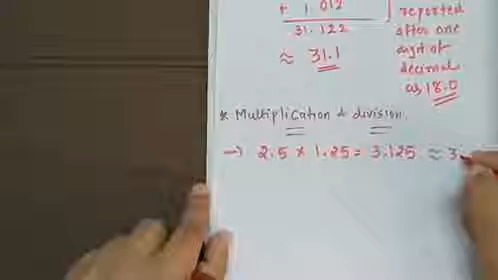 + 1.012
31.122
≈ 31.1
reported
after one
digit of
decimal
as 18.0
* Multiplication & division.
→ 2.5 × 1.25 = 3.125 ≈ 3.